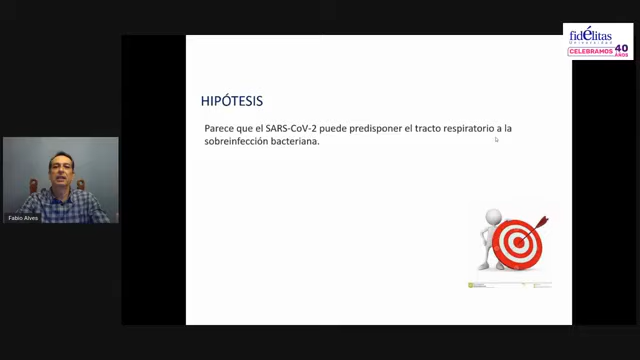 fidélitas
Universidad
CELEBRAMOS 40
AÑOS
HIPÓTESIS
Parece que el SARS-CoV-2 puede predisponer el tracto respiratorio a la
sobreinfección bacteriana.
Fabio Alves